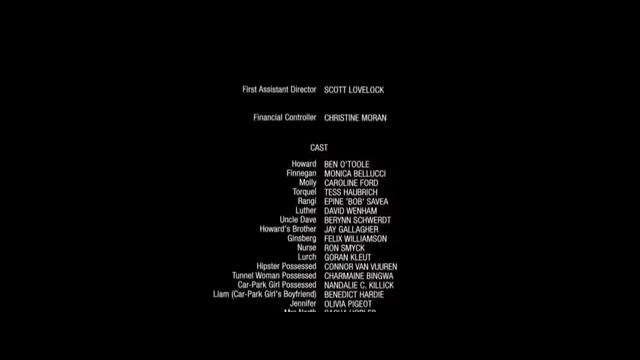 First Assistant Director SCOTT LOVELOCK
Financial Controller CHRISTINE MORAN
CAST
Howard BEN O'TOOLE
Finnegan MONICA BELLUCCI
Molly CAROLINE FORD
Torquel TESS HAUBRICH
Rangi EPINE 'BOB' SAVEA
Luther DAVID WENHAM
Uncle Dave BERYNN SCHWERDT
Howard's Brother JAY GALLAGHER
Ginsberg FELIX WILLIAMSON
Nurse RON SMYCK
Lurch GORAN KLEUT
Hipster Possessed CONNOR VAN VUUREN
Tunnel Woman Possessed CHARMAINE BINGWA
Car-Park Girl Possessed NANDALIE C. KILLICK
Liam (Car-Park Girl's Boyfriend) BENEDICT HARDIE
Jennifer OLIVIA PIGEOT